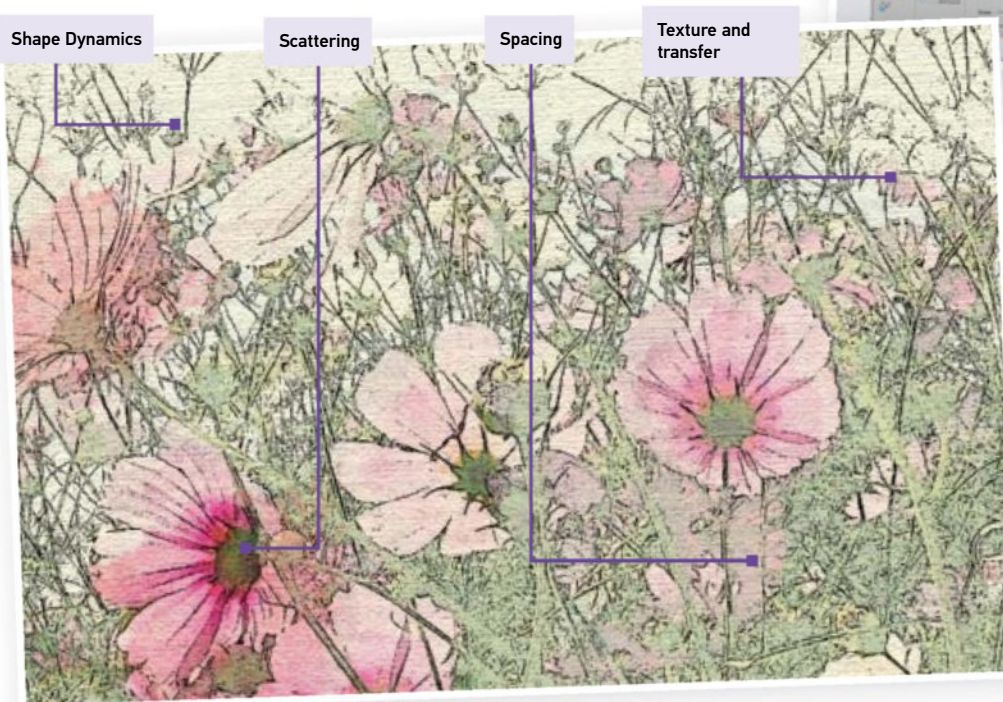 Shape Dynamics
Scattering
Spacing
Texture and
transfer